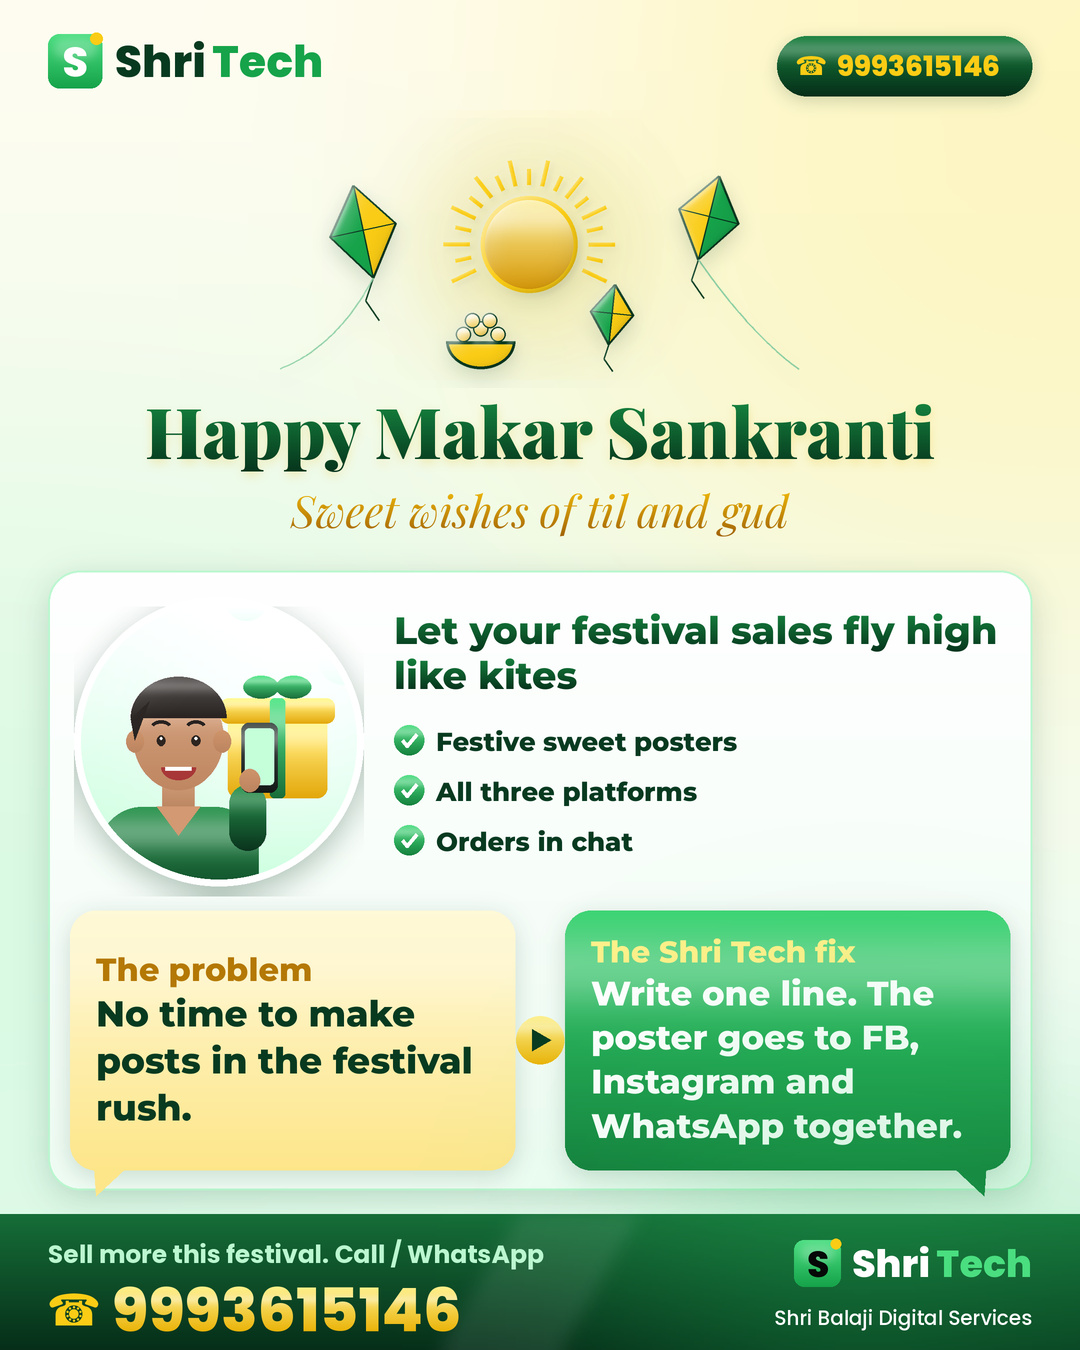 S Shri Tech
☎ 9993615146
Happy Makar Sankranti
Sweet wishes of til and gud
Let your festival sales fly high
like kites
Festive sweet posters
All three platforms
Orders in chat
The problem
No time to make
posts in the festival
rush.
The Shri Tech fix
Write one line. The
poster goes to FB,
Instagram and
WhatsApp together.
Sell more this festival. Call / WhatsApp
☎ 9993615146
S Shri Tech
Shri Balaji Digital Services